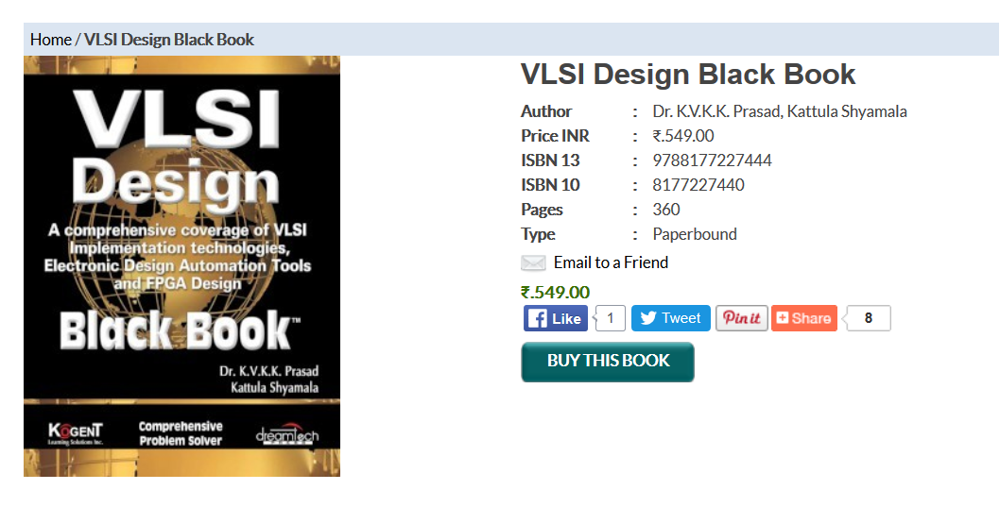 Home / VLSI Design Black Book
VLSI
Design
A comprehensive coverage of VLSI
Implementation technologies,
Electronic Design Automation Tools
and FPGA Design
Black Book™
Dr. K.V.K.K. Prasad
Kattula Shyamala
KOGENT
Learning Solutions Inc.
Comprehensive
Problem Solver
dreamtech
PRESS
VLSI Design Black Book
Author : Dr. K.V.K.K. Prasad, Kattula Shyamala
Price INR : ₹.549.00
ISBN 13 : 9788177227444
ISBN 10 : 8177227440
Pages : 360
Type : Paperbound
Email to a Friend
₹.549.00
Like 1 Tweet Pin it Share 8
BUY THIS BOOK